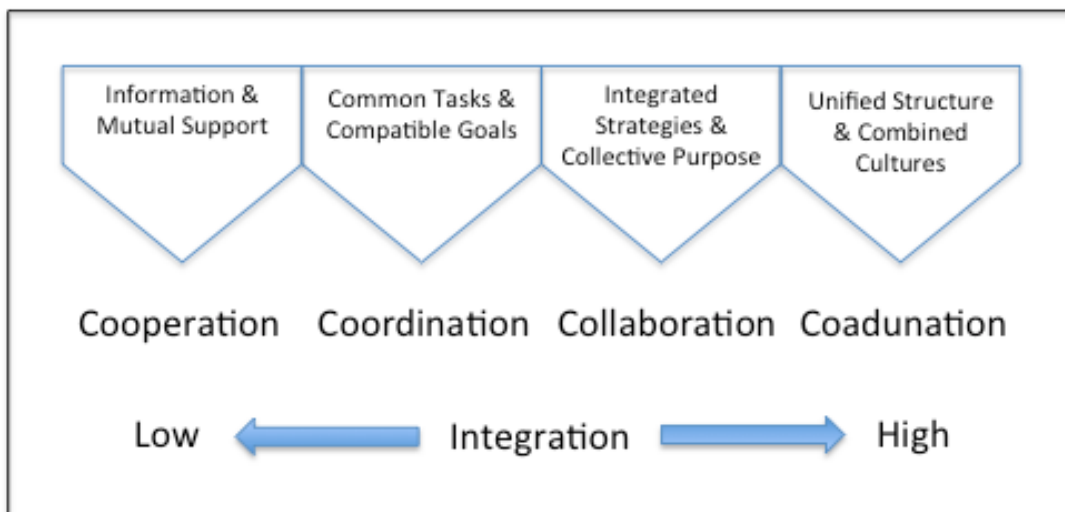 Information &
Mutual Support
Common Tasks &
Compatible Goals
Integrated
Strategies &
Collective Purpose
Unified Structure
& Combined
Cultures
Cooperation Coordination Collaboration Coadunation
Low Integration High